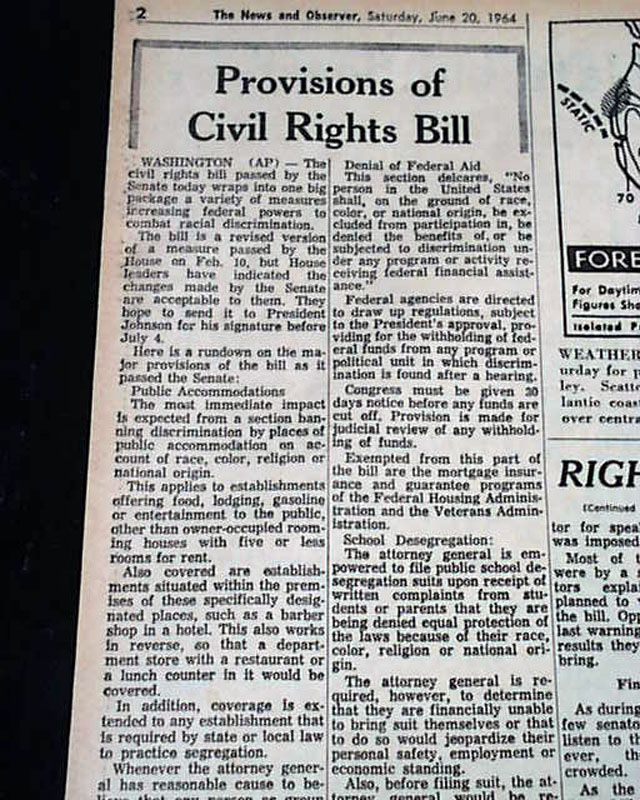 2
The News and Observer, Saturday, June 20, 1964
Provisions of
Civil Rights Bill
WASHINGTON (AP) — The
civil rights bill passed by the
Senate today wraps into one big
package a variety of measures
increasing federal powers to
combat racial discrimination.
The bill is a revised version
of a measure passed by the
House on Feb. 10, but House
leaders have indicated the
changes made by the Senate
are acceptable to them. They
hope to send it to President
Johnson for his signature before
July 4.
Here is a rundown on the ma-
jor provisions of the bill as it
passed the Senate:
Public Accommodations
The most immediate impact
is expected from a section ban-
ning discrimination by places of
public accommodation on ac-
count of race, color, religion or
national origin.
This applies to establishments
offering food, lodging, gasoline
or entertainment to the public,
other than owner-occupied room-
ing houses with five or less
rooms for rent.
Also covered are establish-
ments situated within the prem-
ises of these specifically desig-
nated places, such as a barber
shop in a hotel. This also works
in reverse, so that a depart-
ment store with a restaurant or
a lunch counter in it would be
covered.
In addition, coverage is ex-
tended to any establishment that
is required by state or local law
to practice segregation.
Whenever the attorney gener-
al has reasonable cause to be-
lieve that any person or group
Denial of Federal Aid
This section delcares, "No
person in the United States
shall, on the ground of race,
color, or national origin, be ex-
cluded from participation in, be
denied the benefits of, or be
subjected to discrimination un-
der any program or activity re-
ceiving federal financial assist-
ance."
Federal agencies are directed
to draw up regulations, subject
to the President's approval, pro-
viding for the withholding of fed-
eral funds from any program or
political unit in which discrim-
ination is found after a hearing.
Congress must be given 30
days notice before any funds are
cut off. Provision is made for
judicial review of any withhold-
ing of funds.
Exempted from this part of
the bill are the mortgage insur-
ance and guarantee programs
of the Federal Housing Adminis-
tration and the Veterans Admin-
istration.
School Desegregation:
The attorney general is em-
powered to file public school de-
segregation suits upon receipt of
written complaints from stu-
dents or parents that they are
being denied equal protection of
the laws because of their race,
color, religion or national ori-
gin.
The attorney general is re-
quired, however, to determine
that they are financially unable
to bring suit themselves or that
to do so would jeopardize their
personal safety, employment or
economic standing.
Also, before filing suit, the at-
torney general would be re-
STATIC
70
FORE
For Daytim
Figures Sh
Isolated P
WEATHER
urday for p
ley. Scatte
lantic coas
over centra
RIGH
(Continued
tor for spea
was imposed
Most of t
were by a s
tors expla
planned to v
the bill. Opp
last warning
results they
bring.
Fin
As during
few senato
listen to th
ever, th
crowded.
As the